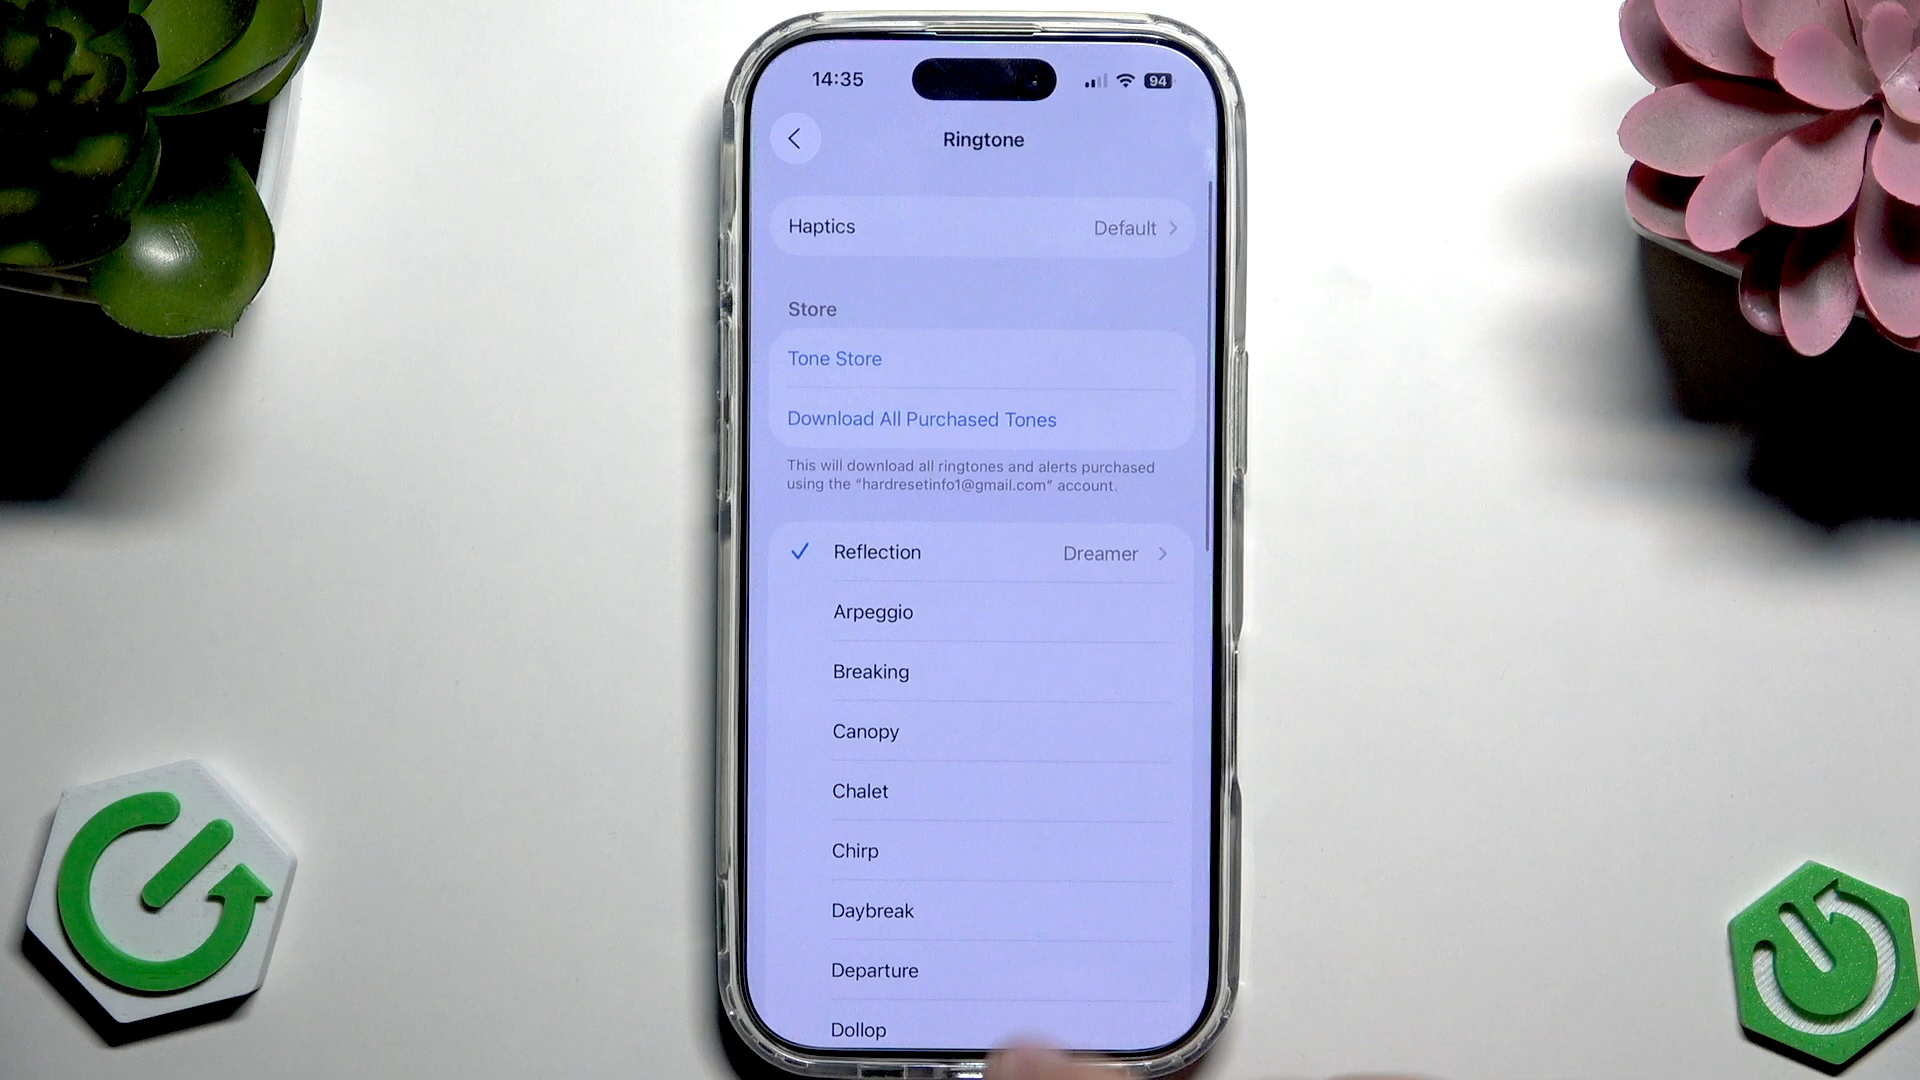 14:35
94
Ringtone
Haptics Default
Store
Tone Store
Download All Purchased Tones
This will download all ringtones and alerts purchased
using the “hardresetinfo1@gmail.com” account.
Reflection Dreamer
Arpeggio
Breaking
Canopy
Chalet
Chirp
Daybreak
Departure
Dollop